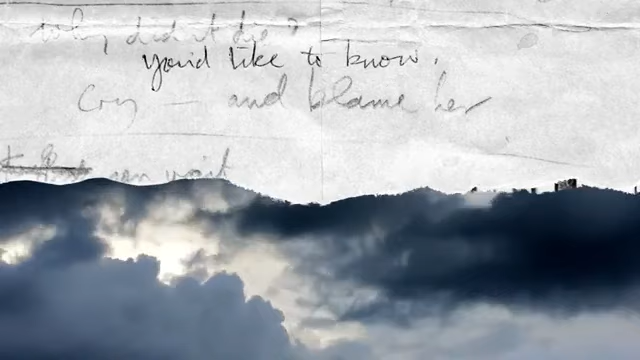 Why did it die?
you'd like to know.
Cry — and blame her
can wait